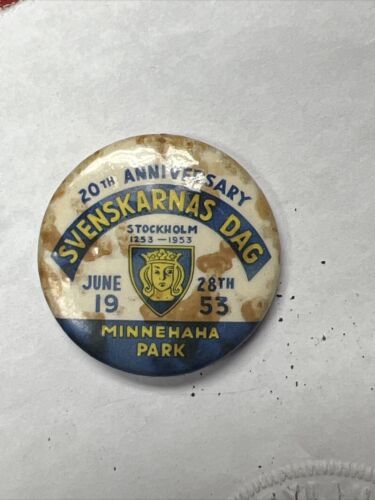 20TH ANNIVERSARY
SVENSKARNAS DAG
STOCKHOLM
1253-1953
JUNE 28TH
19 53
MINNEHAHA
PARK